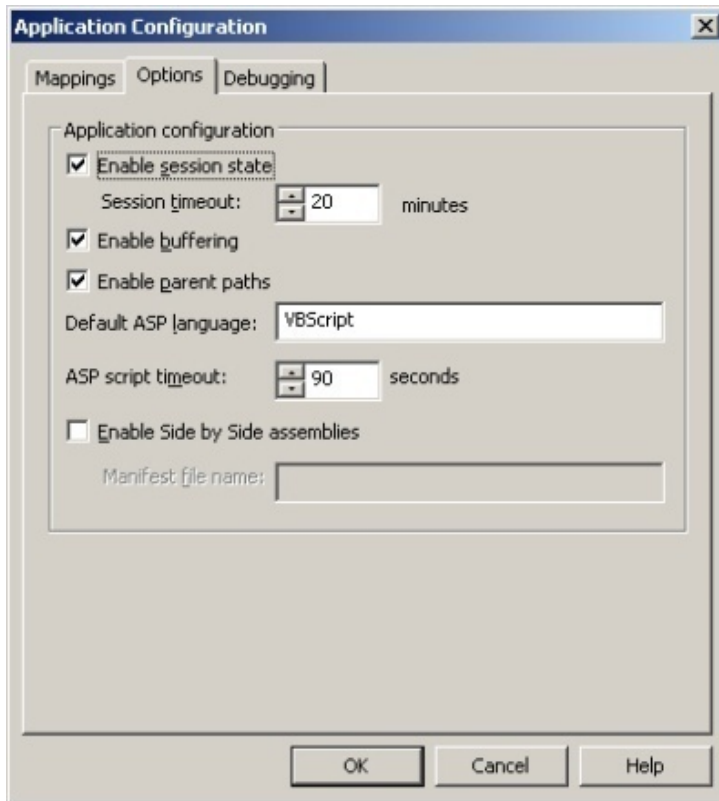 Application Configuration
Mappings Options Debugging
Application configuration
Enable session state
Session timeout: 20 minutes
Enable buffering
Enable parent paths
Default ASP language: VBScript
ASP script timeout: 90 seconds
Enable Side by Side assemblies
Manifest file name:
OK Cancel Help